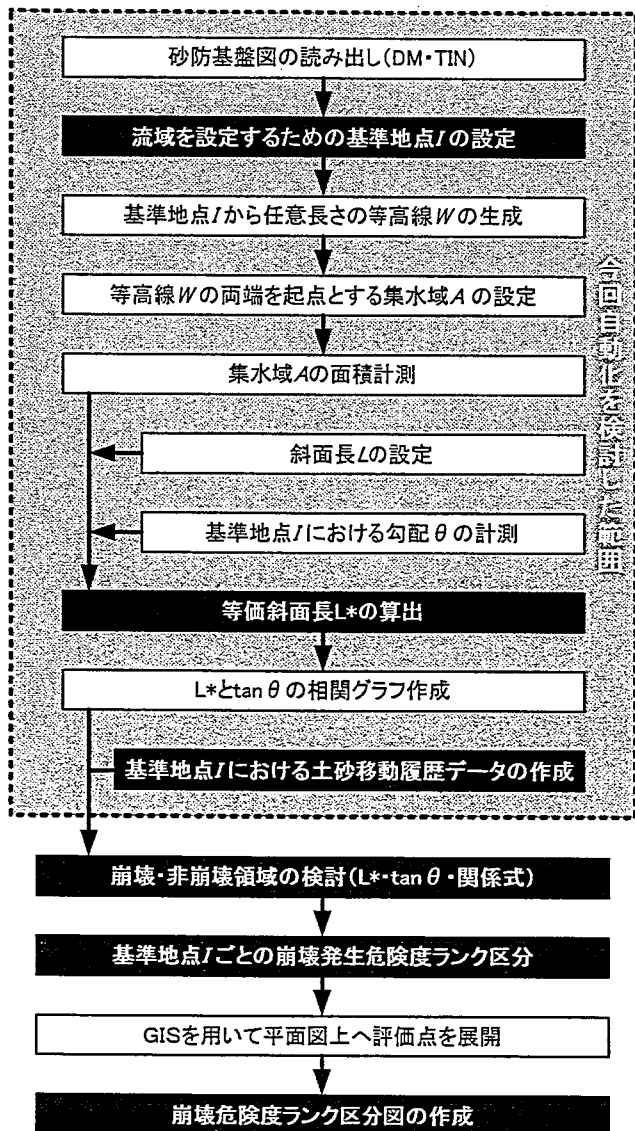 砂防基盤図の読み出し(DM・TIN)
流域を設定するための基準地点Iの設定
基準地点Iから任意長さの等高線Wの生成
等高線Wの両端を起点とする集水域Aの設定
集水域Aの面積計測
斜面長Lの設定
基準地点Iにおける勾配θの計測
等価斜面長L*の算出
L*とtanθの相関グラフ作成
基準地点Iにおける土砂移動履歴データの作成
今回自動化を検討した範囲
崩壊・非崩壊領域の検討(L*・tanθ・関係式)
基準地点Iごとの崩壊発生危険度ランク区分
GISを用いて平面図上へ評価点を展開
崩壊危険度ランク区分図の作成